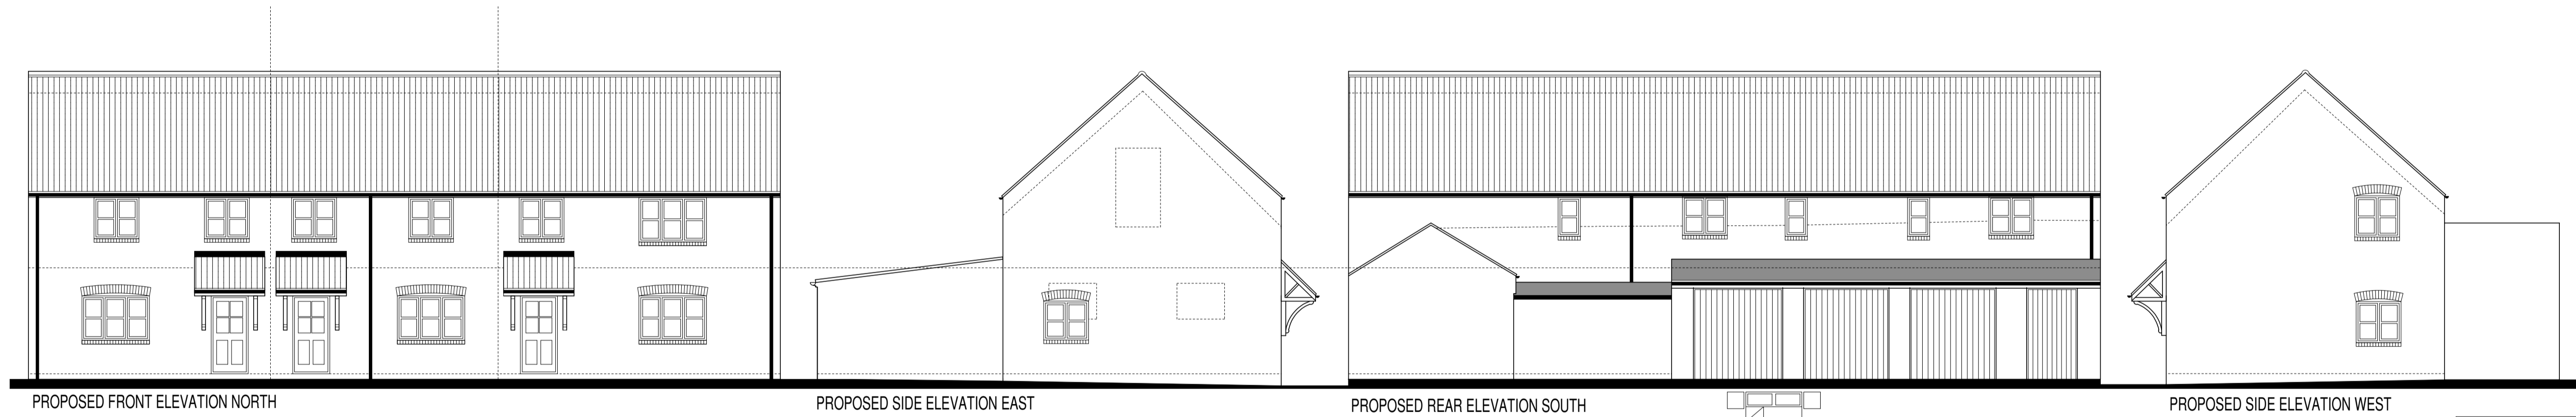 PROPOSED FRONT ELEVATION NORTH
PROPOSED SIDE ELEVATION EAST
PROPOSED REAR ELEVATION SOUTH
PROPOSED SIDE ELEVATION WEST